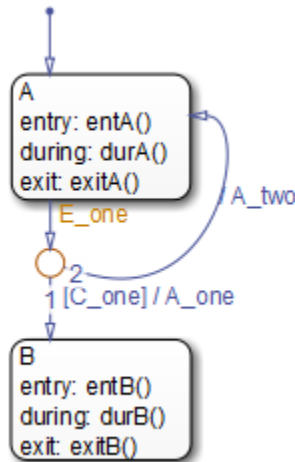 A
entry: entA()
during: durA()
exit: exitA()
/ A_two
E_one
2
1 [C_one] / A_one
B
entry: entB()
during: durB()
exit: exitB()